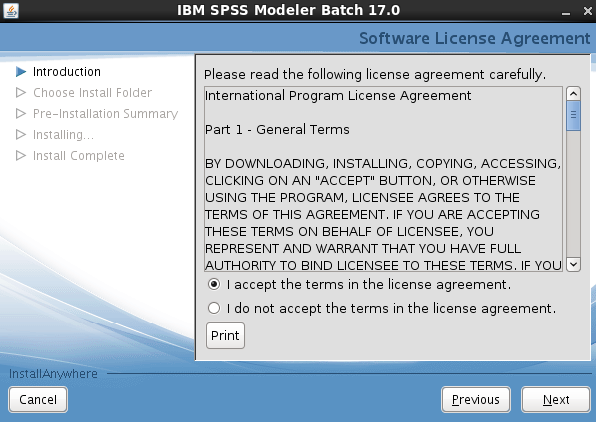 IBM SPSS Modeler Batch 17.0
Software License Agreement
Introduction
Choose Install Folder
Pre-Installation Summary
Installing...
Install Complete
Please read the following license agreement carefully.
International Program License Agreement
Part 1 - General Terms
BY DOWNLOADING, INSTALLING, COPYING, ACCESSING,
CLICKING ON AN "ACCEPT" BUTTON, OR OTHERWISE
USING THE PROGRAM, LICENSEE AGREES TO THE
TERMS OF THIS AGREEMENT. IF YOU ARE ACCEPTING
THESE TERMS ON BEHALF OF LICENSEE, YOU
REPRESENT AND WARRANT THAT YOU HAVE FULL
AUTHORITY TO BIND LICENSEE TO THESE TERMS. IF YOU
I accept the terms in the license agreement.
I do not accept the terms in the license agreement.
Print
InstallAnywhere
Cancel
Previous
Next